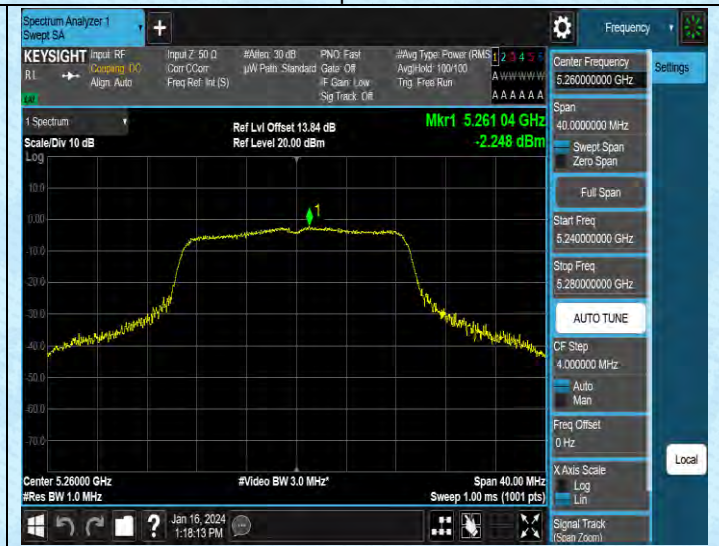 Spectrum Analyzer 1
Swept SA
+
Frequency
KEYSIGHT Input: RF
Coupling: DC
Align: Auto
Input Z: 50 Ω
Corr CCorr
Freq Ref: Int (S)
#Atten: 30 dB
µW Path: Standard
PNO: Fast
Gate: Off
IF Gain: Low
Sig Track: Off
#Avg Type: Power (RMS)
Avg|Hold: 100/100
Trig: Free Run
1 2 3 4 5 6
A W W W W W
A A A A A A
1 Spectrum
Scale/Div 10 dB
Ref Lvl Offset 13.84 dB
Ref Level 20.00 dBm
Mkr1 5.261 04 GHz
-2.248 dBm
Log
10.0
0.00
-10.0
-20.0
-30.0
-40.0
-50.0
-60.0
-70.0
1
Center 5.26000 GHz
#Res BW 1.0 MHz
#Video BW 3.0 MHz*
Span 40.00 MHz
Sweep 1.00 ms (1001 pts)
Jan 16, 2024
1:18:13 PM
?
Settings
Center Frequency
5.260000000 GHz
Span
40.0000000 MHz
Swept Span
Zero Span
Full Span
Start Freq
5.240000000 GHz
Stop Freq
5.280000000 GHz
AUTO TUNE
CF Step
4.000000 MHz
Auto
Man
Freq Offset
0 Hz
X Axis Scale
Log
Lin
Signal Track
(Span Zoom)
Local